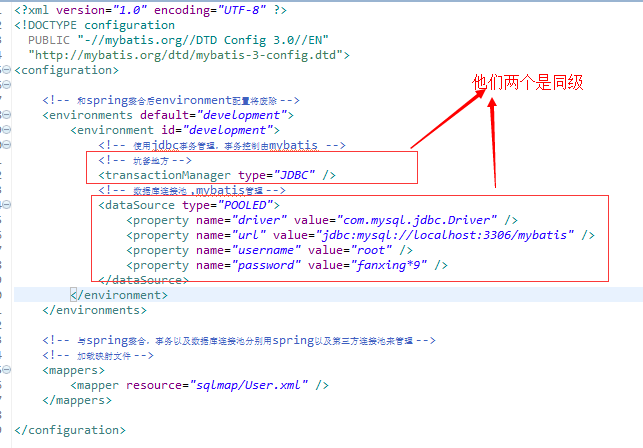 <?xml version="1.0" encoding="UTF-8" ?>
<!DOCTYPE configuration
PUBLIC "-//mybatis.org//DTD Config 3.0//EN"
"http://mybatis.org/dtd/mybatis-3-config.dtd">
<configuration>
他们两个是同级
<!-- 和spring整合后environment配置将废除 -->
<environments default="development">
<environment id="development">
<!-- 使用jdbc事务管理，事务控制由mybatis -->
<!-- 坑爹地方 -->
<transactionManager type="JDBC" />
<!-- 数据库连接池 ,mybatis管理 -->
<dataSource type="POOLED">
<property name="driver" value="com.mysql.jdbc.Driver" />
<property name="url" value="jdbc:mysql://localhost:3306/mybatis" />
<property name="username" value="root" />
<property name="password" value="fanxing*9" />
</dataSource>
</environment>
</environments>
<!-- 与spring整合，事务以及数据库连接池分别用spring以及第三方连接池来管理 -->
<!-- 加载映射文件 -->
<mappers>
<mapper resource="sqlmap/User.xml" />
</mappers>
</configuration>